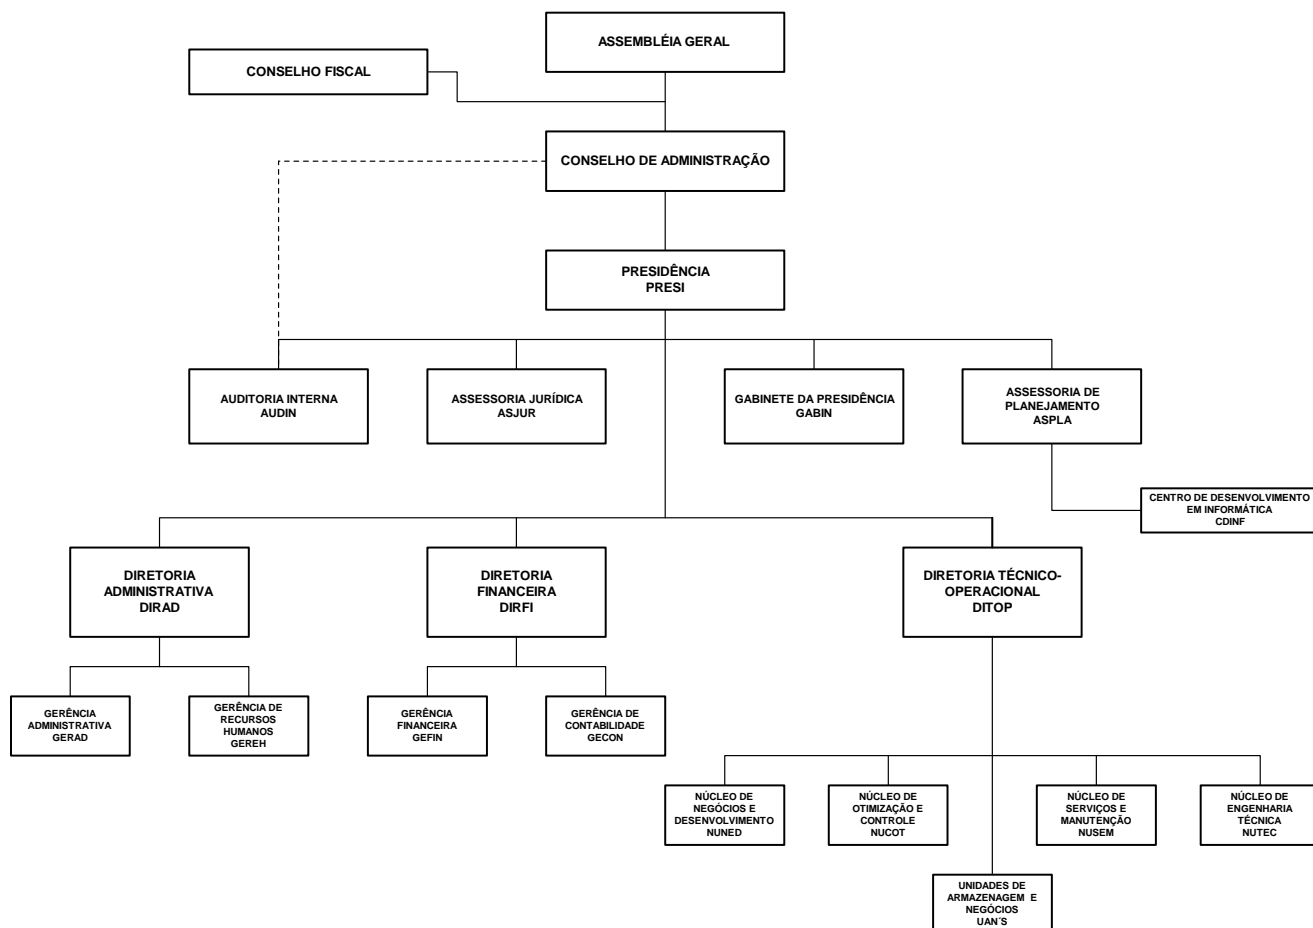 ASSEMBLÉIA GERAL
CONSELHO FISCAL
CONSELHO DE ADMINISTRAÇÃO
PRESIDÊNCIA
PRESI
AUDITORIA INTERNA
AUDIN
ASSESSORIA JURÍDICA
ASJUR
GABINETE DA PRESIDÊNCIA
GABIN
ASSESSORIA DE
PLANEJAMENTO
ASPLA
CENTRO DE DESENVOLVIMENTO
EM INFORMÁTICA
CDINF
DIRETORIA
ADMINISTRATIVA
DIRAD
DIRETORIA
FINANCEIRA
DIRFI
DIRETORIA TÉCNICO-
OPERACIONAL
DITOP
GERÊNCIA
ADMINISTRATIVA
GERAD
GERÊNCIA DE
RECURSOS
HUMANOS
GEREH
GERÊNCIA
FINANCEIRA
GEFIN
GERÊNCIA DE
CONTABILIDADE
GECON
NÚCLEO DE
NEGÓCIOS E
DESENVOLVIMENTO
NUNED
NÚCLEO DE
OTIMIZAÇÃO E
CONTROLE
NUCOT
NÚCLEO DE
SERVIÇOS E
MANUTENÇÃO
NUSEM
NÚCLEO DE
ENGENHARIA
TÉCNICA
NUTEC
UNIDADES DE
ARMAZENAGEM E
NEGÓCIOS
UAN´S